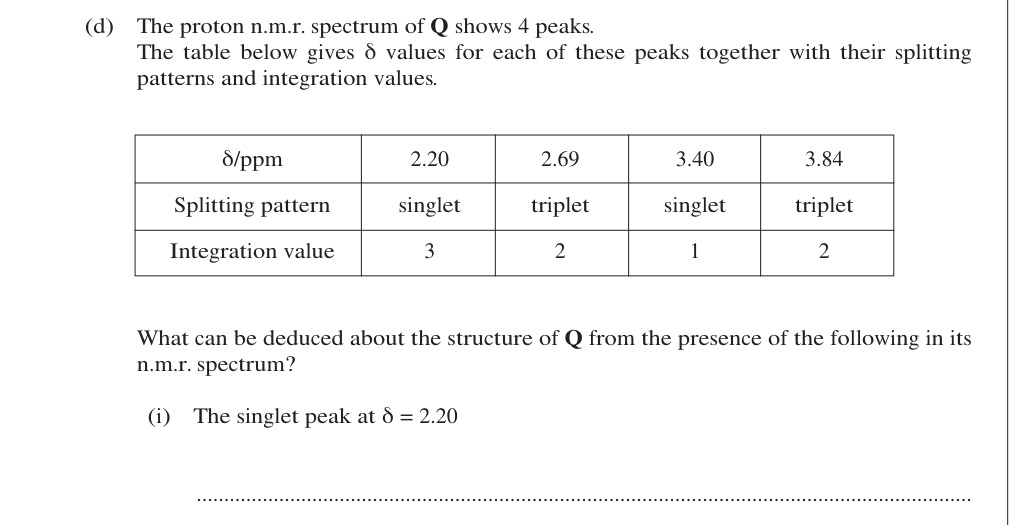 (d) The proton n.m.r. spectrum of Q shows 4 peaks.
The table below gives δ values for each of these peaks together with their splitting
patterns and integration values.
δ/ppm 2.20 2.69 3.40 3.84
Splitting pattern singlet triplet singlet triplet
Integration value 3 2 1 2
What can be deduced about the structure of Q from the presence of the following in its
n.m.r. spectrum?
(i) The singlet peak at δ = 2.20